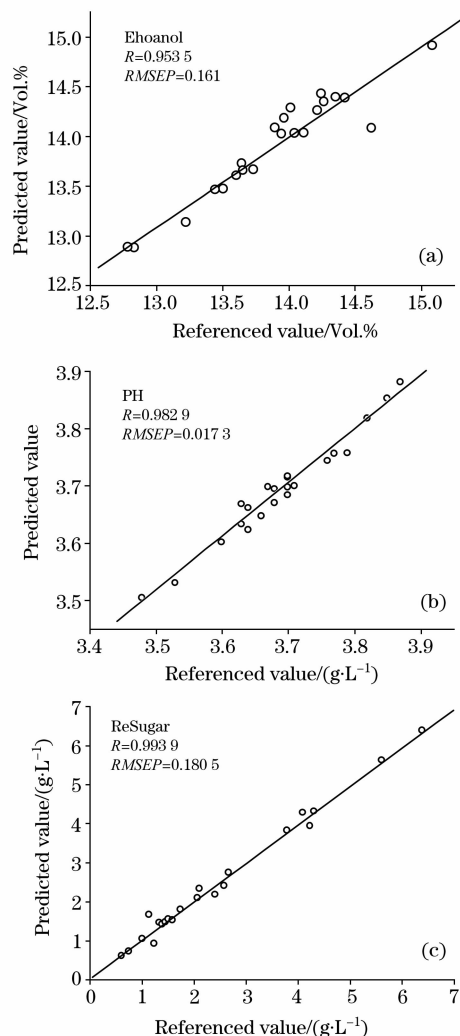 15.0
Ehoanol
R=0.953 5
RMSEP=0.161
14.5
14.0
13.5
13.0
12.5
Predicted value/Vol.%
(a)
12.5 13.0 13.5 14.0 14.5 15.0
Referenced value/Vol.%
3.9
PH
R=0.982 9
RMSEP=0.017 3
3.8
3.7
3.6
3.5
Predicted value
(b)
3.4 3.5 3.6 3.7 3.8 3.9
Referenced value/(g·L⁻¹)
7
ReSugar
R=0.993 9
RMSEP=0.180 5
6
5
4
3
2
1
0
Predicted value/(g·L⁻¹)
(c)
0 1 2 3 4 5 6 7
Referenced value/(g·L⁻¹)